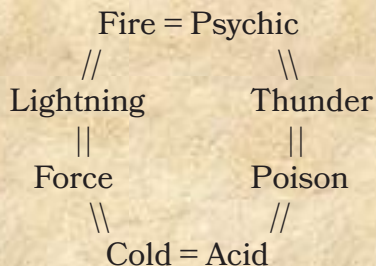 Fire = Psychic
// \\
Lightning Thunder
|| ||
Force Poison
\\ //
Cold = Acid